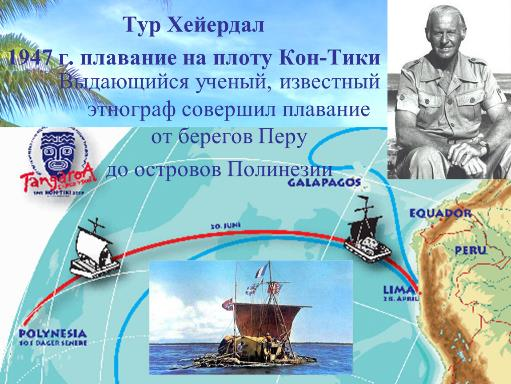 Тур Хейердал
1947 г. плавание на плоту Кон-Тики
Выдающийся ученый, известный
этнограф совершил плавание
от берегов Перу
до островов Полинезии
TANGAROA
GALAPAGOS
EQUADOR
PERU
20. JUNI
LIMA
28. APRIL
POLYNESIA
101 DAGER SENERE